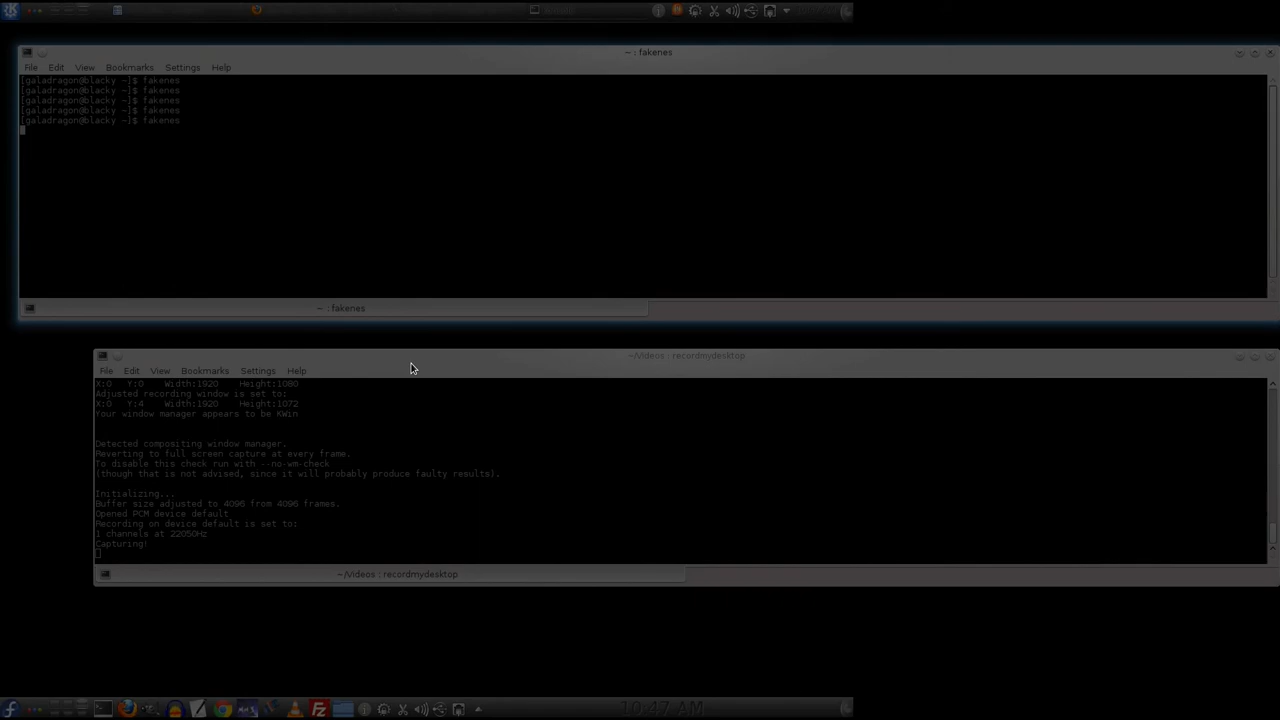 ~ : fakenes
File Edit View Bookmarks Settings Help
[galadragon@blacky ~]$ fakenes
[galadragon@blacky ~]$ fakenes
[galadragon@blacky ~]$ fakenes
[galadragon@blacky ~]$ fakenes
[galadragon@blacky ~]$ fakenes
~ : fakenes
~/Videos : recordmydesktop
File Edit View Bookmarks Settings Help
X:0 Y:0 Width:1920 Height:1080
Adjusted recording window is set to:
X:0 Y:4 Width:1920 Height:1072
Your window manager appears to be KWin
Detected compositing window manager.
Reverting to full screen capture at every frame.
To disable this check run with --no-wm-check
(though that is not advised, since it will probably produce faulty results).
Initializing...
Buffer size adjusted to 4096 from 4096 frames.
Opened PCM device default
Recording on device default is set to:
1 channels at 22050Hz
Capturing!
~/Videos : recordmydesktop
10:47 AM